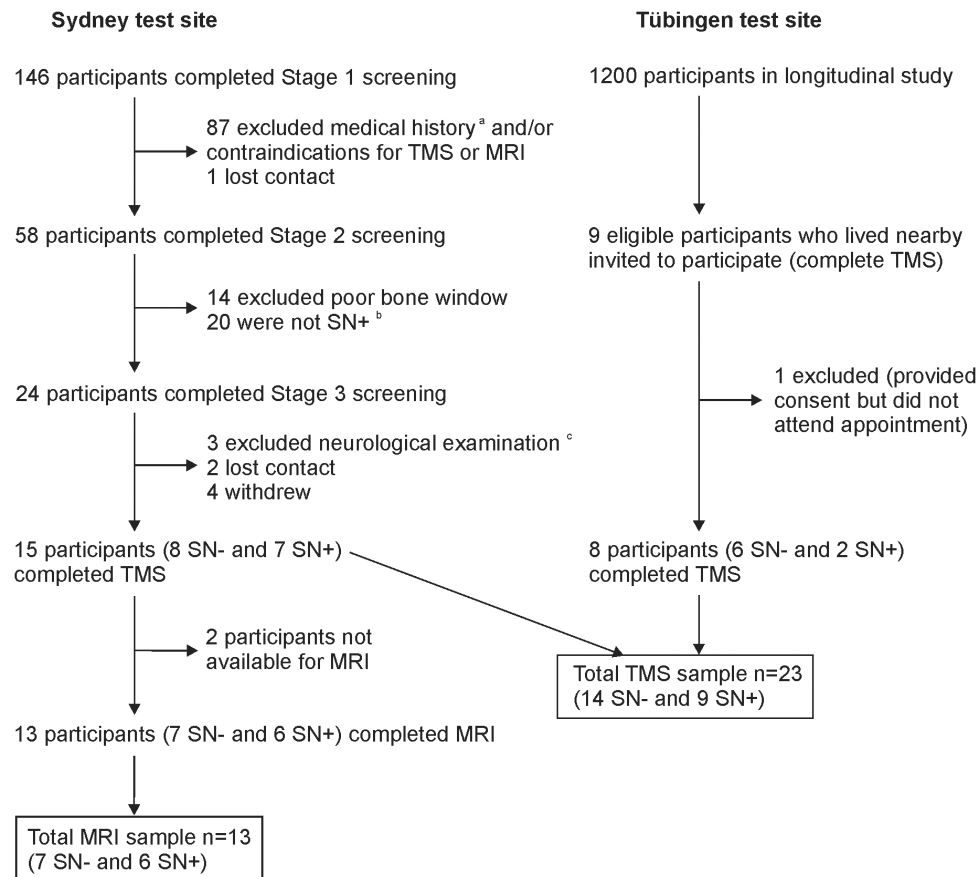 Sydney test site
146 participants completed Stage 1 screening
87 excluded medical history a and/or
contraindications for TMS or MRI
1 lost contact
58 participants completed Stage 2 screening
14 excluded poor bone window
20 were not SN+ b
24 participants completed Stage 3 screening
3 excluded neurological examination c
2 lost contact
4 withdrew
15 participants (8 SN- and 7 SN+)
completed TMS
2 participants not
available for MRI
13 participants (7 SN- and 6 SN+) completed MRI
Total MRI sample n=13
(7 SN- and 6 SN+)
Tübingen test site
1200 participants in longitudinal study
9 eligible participants who lived nearby
invited to participate (complete TMS)
1 excluded (provided
consent but did not
attend appointment)
8 participants (6 SN- and 2 SN+)
completed TMS
Total TMS sample n=23
(14 SN- and 9 SN+)